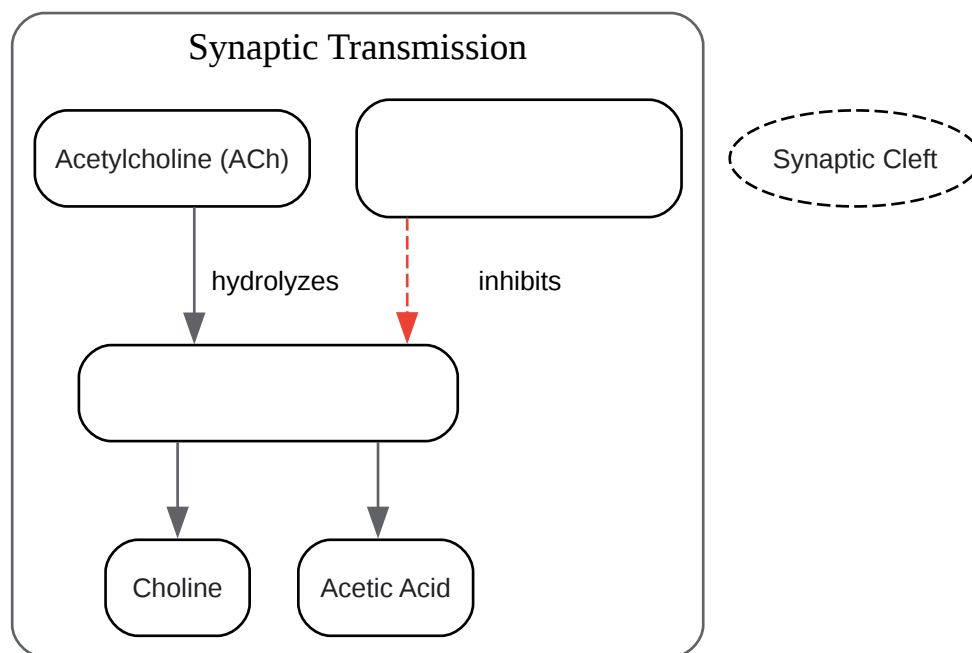 Synaptic Transmission
Acetylcholine (ACh)
Synaptic Cleft
hydrolyzes
inhibits
Choline
Acetic Acid